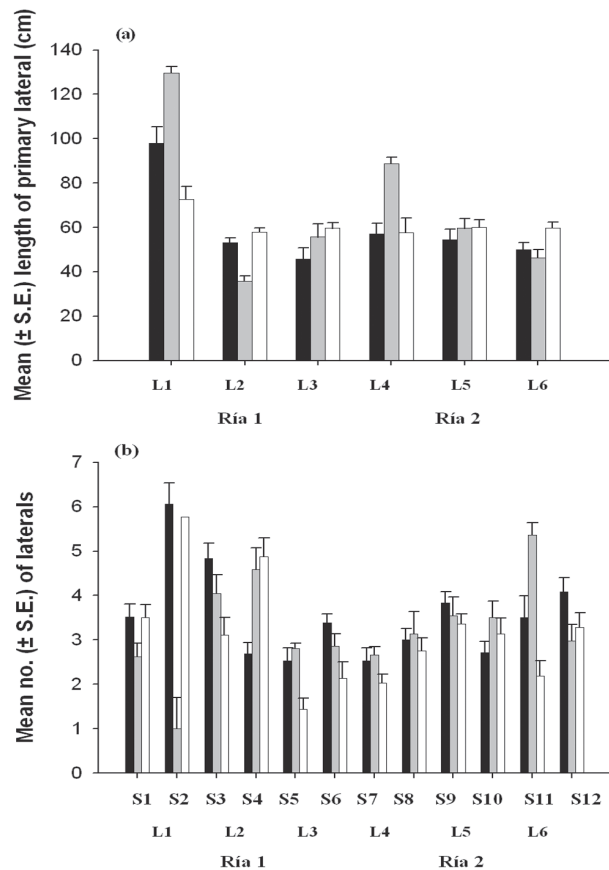 (a)
Mean (± S.E.) length of primary lateral (cm)
140
120
100
80
60
40
20
0
L1 L2 L3 L4 L5 L6
Ría 1 Ría 2
(b)
Mean no. (± S.E.) of laterals
7
6
5
4
3
2
1
0
S1 S2 S3 S4 S5 S6 S7 S8 S9 S10 S11 S12
L1 L2 L3 L4 L5 L6
Ría 1 Ría 2